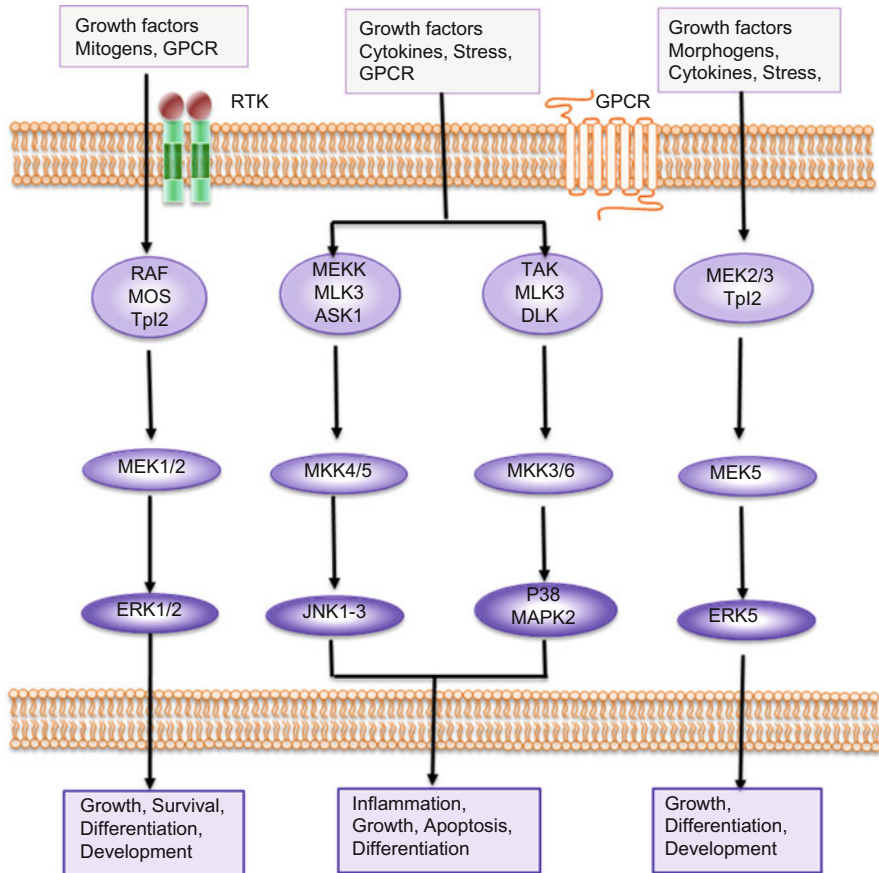 Growth factors
Mitogens, GPCR
Growth factors
Cytokines, Stress,
GPCR
Growth factors
Morphogens,
Cytokines, Stress,
RTK
GPCR
RAF
MOS
Tpl2
MEKK
MLK3
ASK1
TAK
MLK3
DLK
MEK2/3
Tpl2
MEK1/2
MKK4/5
MKK3/6
MEK5
ERK1/2
JNK1-3
P38
MAPK2
ERK5
Growth, Survival,
Differentiation,
Development
Inflammation,
Growth, Apoptosis,
Differentiation
Growth,
Differentiation,
Development